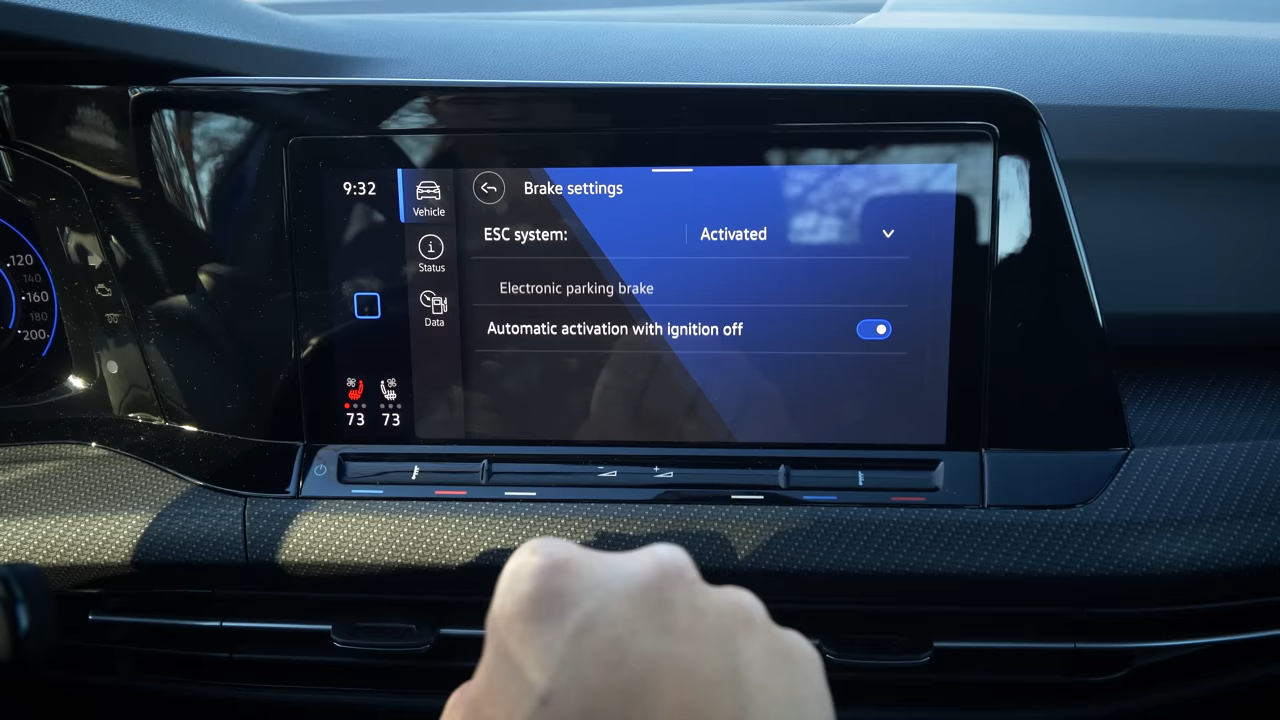 9:32
Vehicle
Brake settings
ESC system:
Activated
Status
Electronic parking brake
Data
Automatic activation with ignition off
73
73
120
140
160
180
200